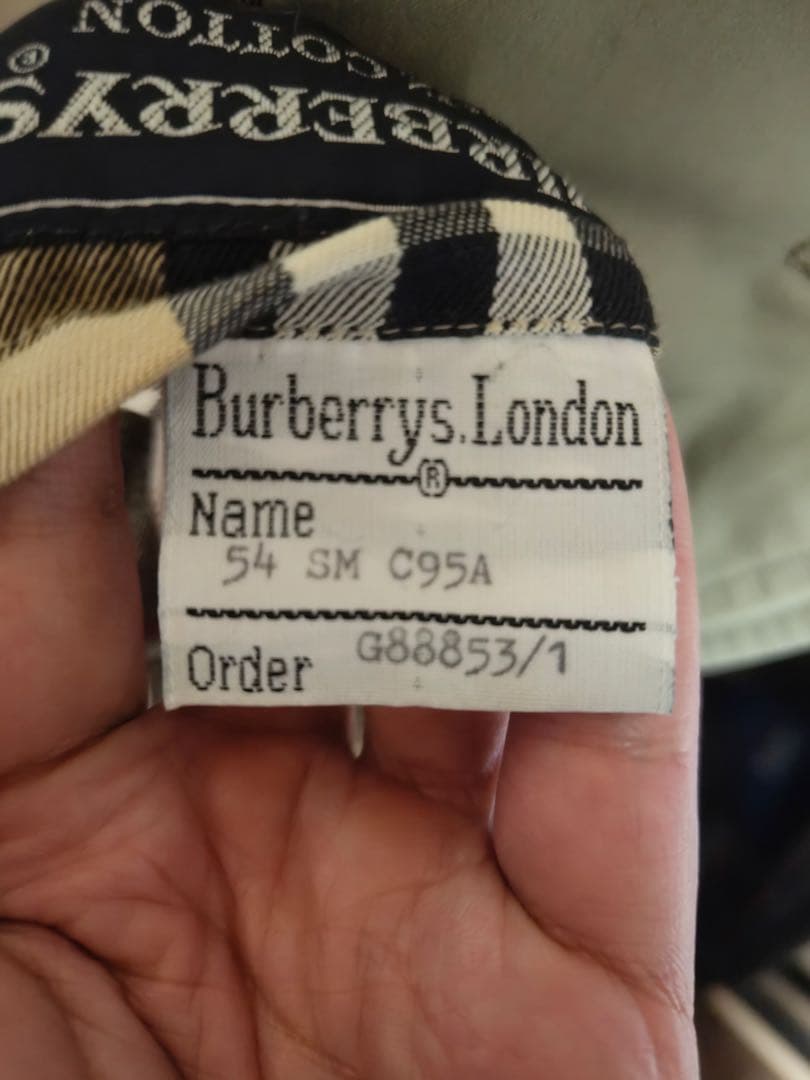 COTTON
BURBERRYS ®
Burberrys.London
®
Name
54 SM C95A
Order G88853/1